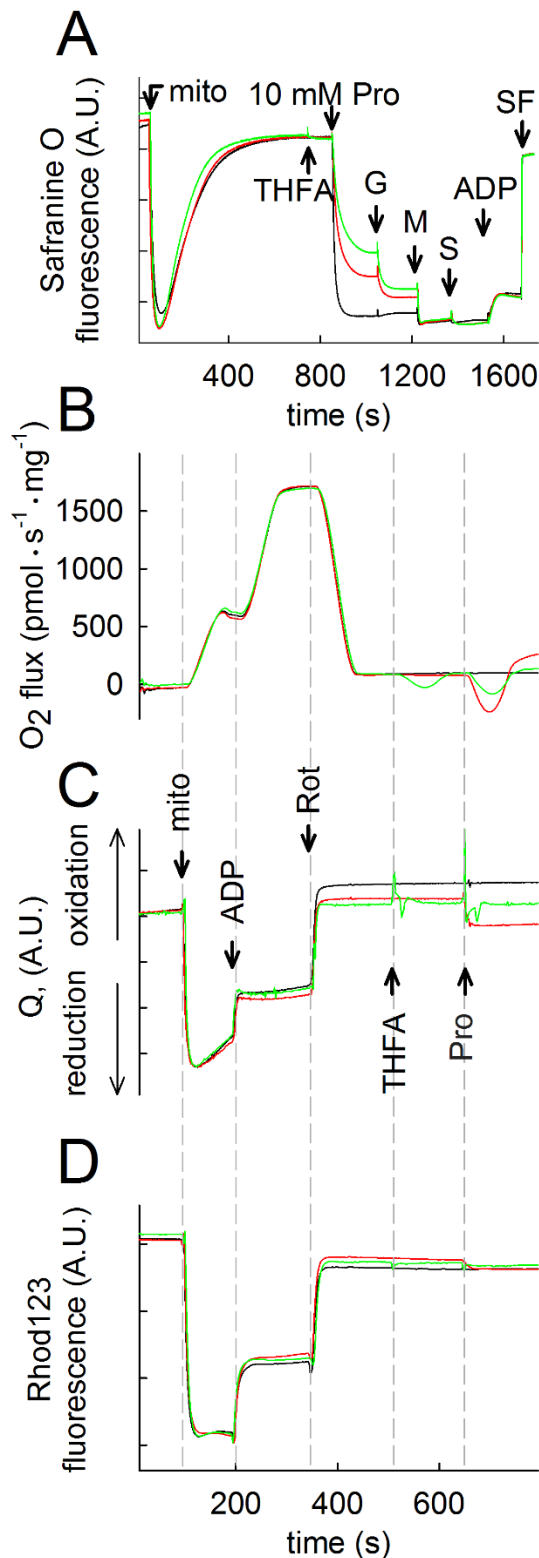 A
mito
10 mM Pro
SF
THFA
G
M
S
ADP
Safranine O
fluorescence (A.U.)
400
800
1200
1600
time (s)
B
1500
1000
500
0
O2 flux (pmol · s⁻¹ · mg⁻¹)
C
mito
ADP
Rot
THFA
Pro
Q, (A.U.)
reduction oxidation
D
Rhod123
fluorescence (A.U.)
200
400
600
time (s)